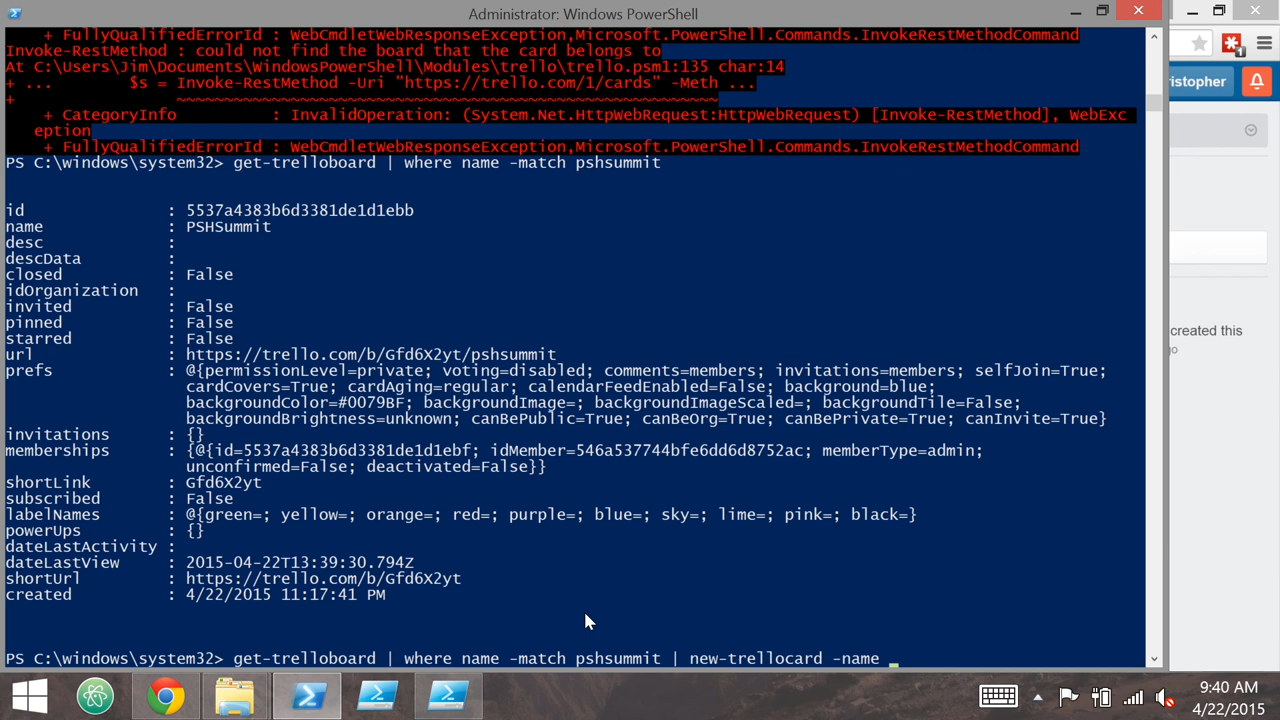 Administrator: Windows PowerShell
+ FullyQualifiedErrorId : WebCmdletWebResponseException,Microsoft.PowerShell.Commands.InvokeRestMethodCommand
Invoke-RestMethod : could not find the board that the card belongs to
At C:\Users\Jim\Documents\WindowsPowerShell\Modules\trello\trello.psm1:135 char:14
+ ...          $s = Invoke-RestMethod -Uri "https://trello.com/1/cards" -Meth ...
+              ~~~~~~~~~~~~~~~~~~~~~~~~~~~~~~~~~~~~~~~~~~~~~~~~~~~~~~~~~~~~
+ CategoryInfo          : InvalidOperation: (System.Net.HttpWebRequest:HttpWebRequest) [Invoke-RestMethod], WebExc
eption
+ FullyQualifiedErrorId : WebCmdletWebResponseException,Microsoft.PowerShell.Commands.InvokeRestMethodCommand
PS C:\windows\system32> get-trelloboard | where name -match pshsummit
id : 5537a4383b6d3381de1d1ebb
name : PSHSummit
desc :
descData :
closed : False
idOrganization :
invited : False
pinned : False
starred : False
url : https://trello.com/b/Gfd6X2yt/pshsummit
prefs : @{permissionLevel=private; voting=disabled; comments=members; invitations=members; selfJoin=True;
cardCovers=True; cardAging=regular; calendarFeedEnabled=False; background=blue;
backgroundColor=#0079BF; backgroundImage=; backgroundImageScaled=; backgroundTile=False;
backgroundBrightness=unknown; canBePublic=True; canBeOrg=True; canBePrivate=True; canInvite=True}
invitations : {}
memberships : {@{id=5537a4383b6d3381de1d1ebf; idMember=546a537744bfe6dd6d8752ac; memberType=admin;
unconfirmed=False; deactivated=False}}
shortLink : Gfd6X2yt
subscribed : False
labelNames : @{green=; yellow=; orange=; red=; purple=; blue=; sky=; lime=; pink=; black=}
powerUps : {}
dateLastActivity :
dateLastView : 2015-04-22T13:39:30.794Z
shortUrl : https://trello.com/b/Gfd6X2yt
created : 4/22/2015 11:17:41 PM
PS C:\windows\system32> get-trelloboard | where name -match pshsummit | new-trellocard -name
1
ristopher
created this
go
9:40 AM
4/22/2015